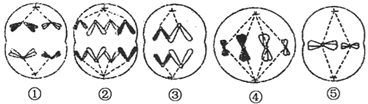 ① ② ③ ④ ⑤